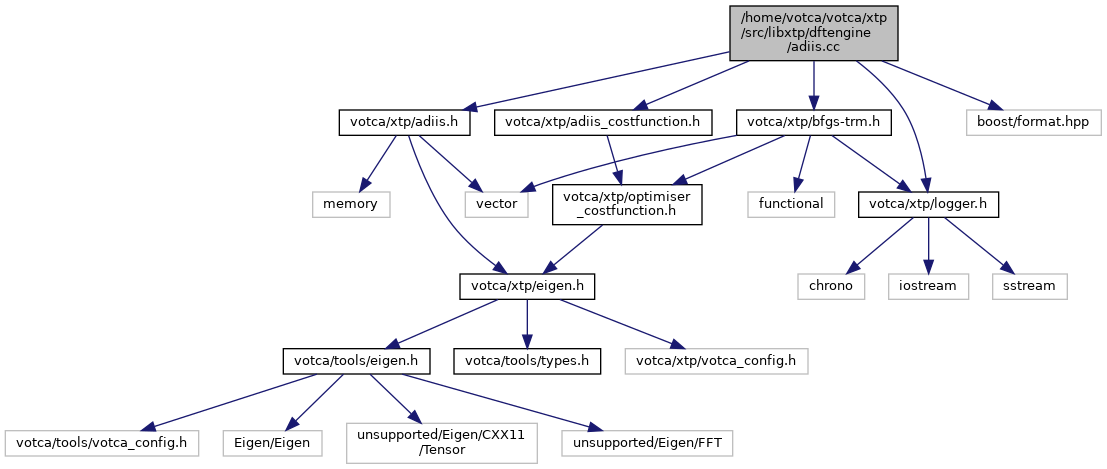 /home/votca/votca/xtp
/src/libxtp/dftengine
/adiis.cc
votca/xtp/adiis.h
votca/xtp/adiis_costfunction.h
votca/xtp/bfgs-trm.h
boost/format.hpp
memory
vector
votca/xtp/optimiser
_costfunction.h
functional
votca/xtp/logger.h
votca/xtp/eigen.h
chrono
iostream
sstream
votca/tools/eigen.h
votca/tools/types.h
votca/xtp/votca_config.h
votca/tools/votca_config.h
Eigen/Eigen
unsupported/Eigen/CXX11
/Tensor
unsupported/Eigen/FFT